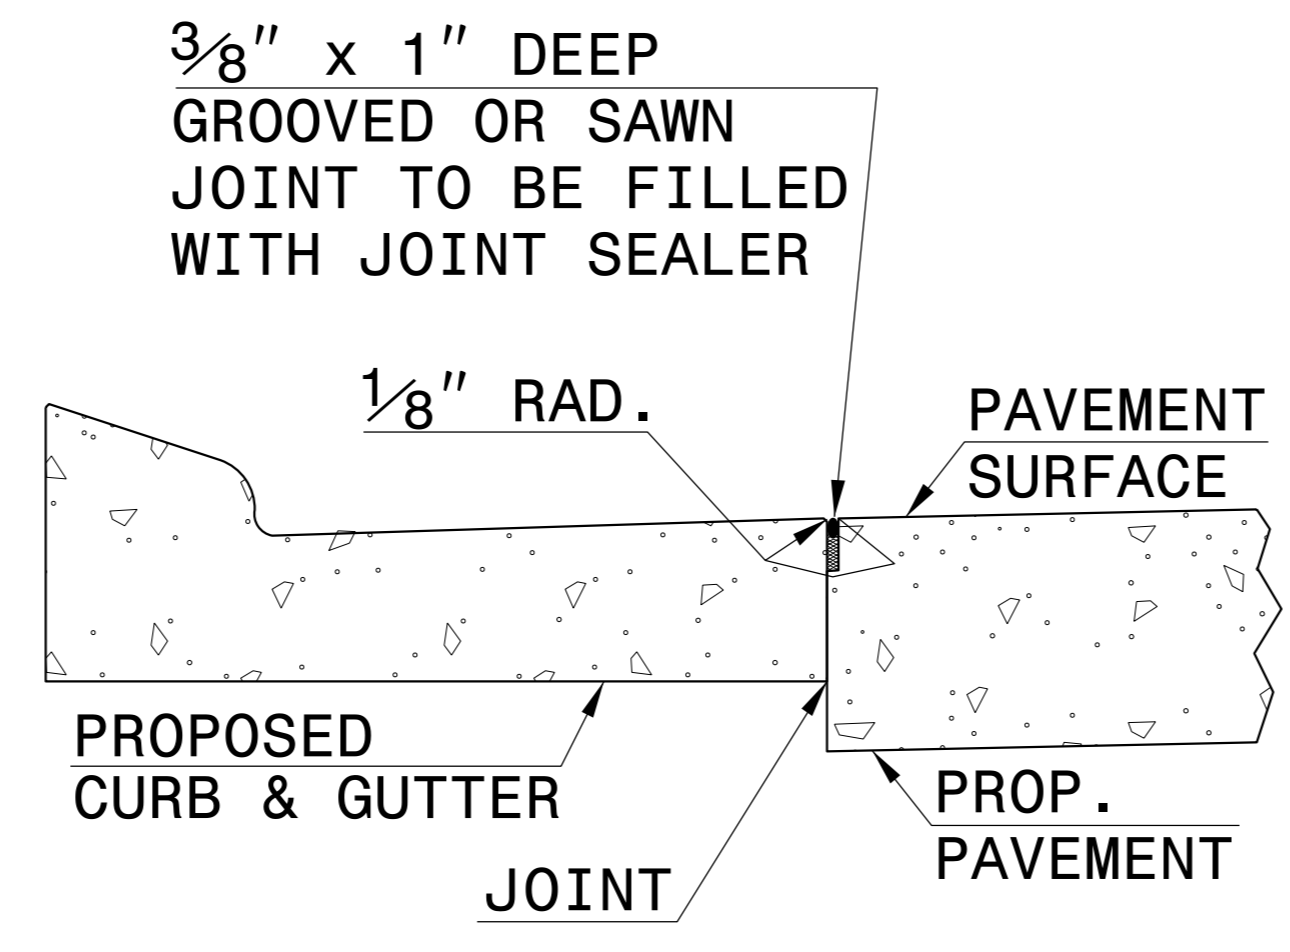 ⅜" x 1" DEEP
GROOVED OR SAWN
JOINT TO BE FILLED
WITH JOINT SEALER
⅛" RAD.
PAVEMENT
SURFACE
PROPOSED
CURB & GUTTER
PROP.
PAVEMENT
JOINT